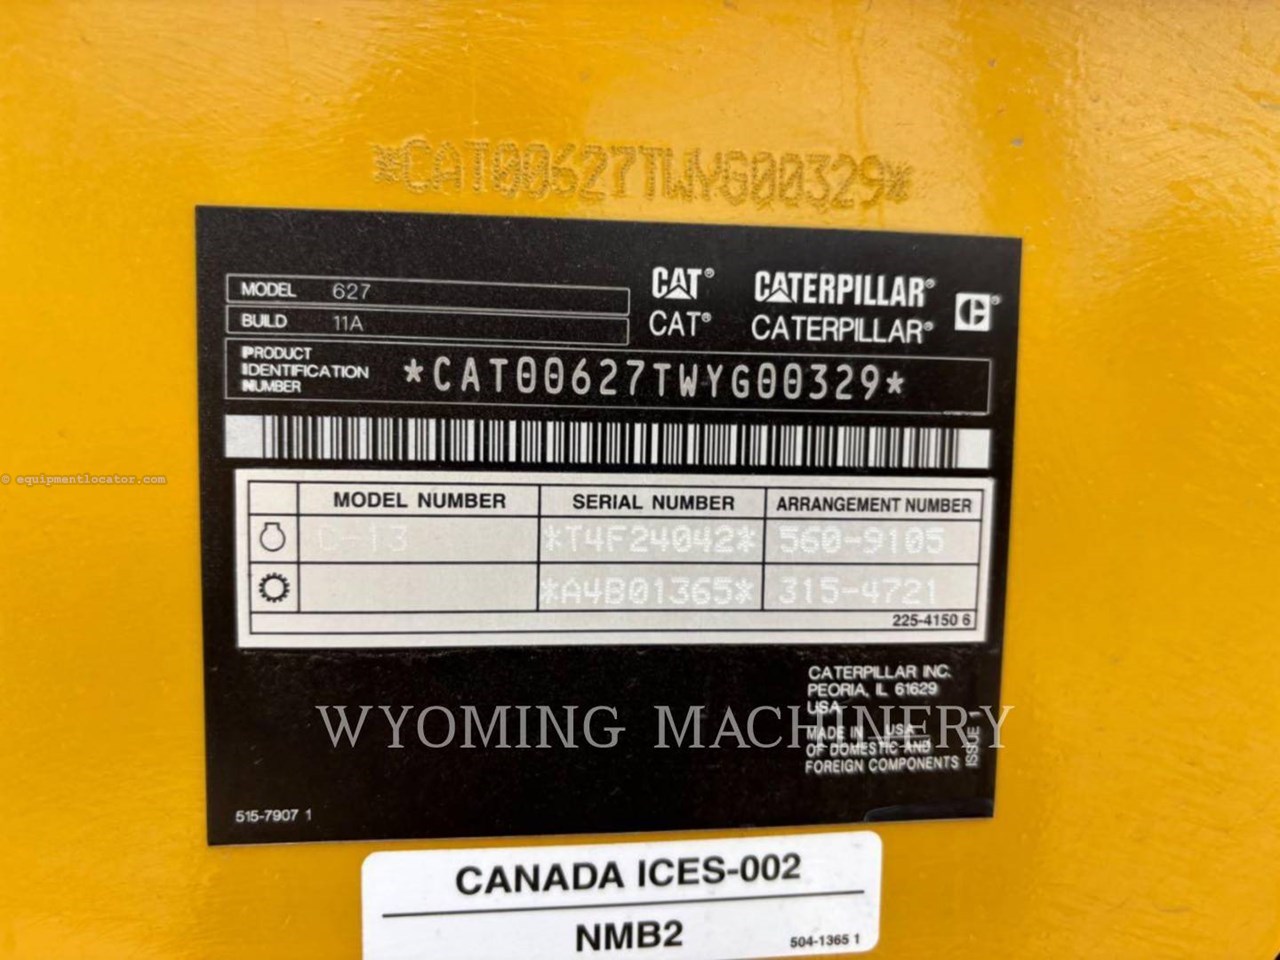 *CAT00627TWYG00329*
MODEL 627
CAT® CATERPILLAR®
BUILD 11A
CAT® CATERPILLAR®
PRODUCT
IDENTIFICATION
NUMBER
*CAT00627TWYG00329*
© equipmentlocator.com
MODEL NUMBER SERIAL NUMBER ARRANGEMENT NUMBER
C-13 *T4F24042* 560-9105
*A4B01365* 315-4721
225-4150 6
CATERPILLAR INC.
PEORIA, IL 61629
USA
WYOMING MACHINERY
MADE IN USA
OF DOMESTIC AND
FOREIGN COMPONENTS
ISSUE 1
515-7907 1
CANADA ICES-002
NMB2
504-1365 1